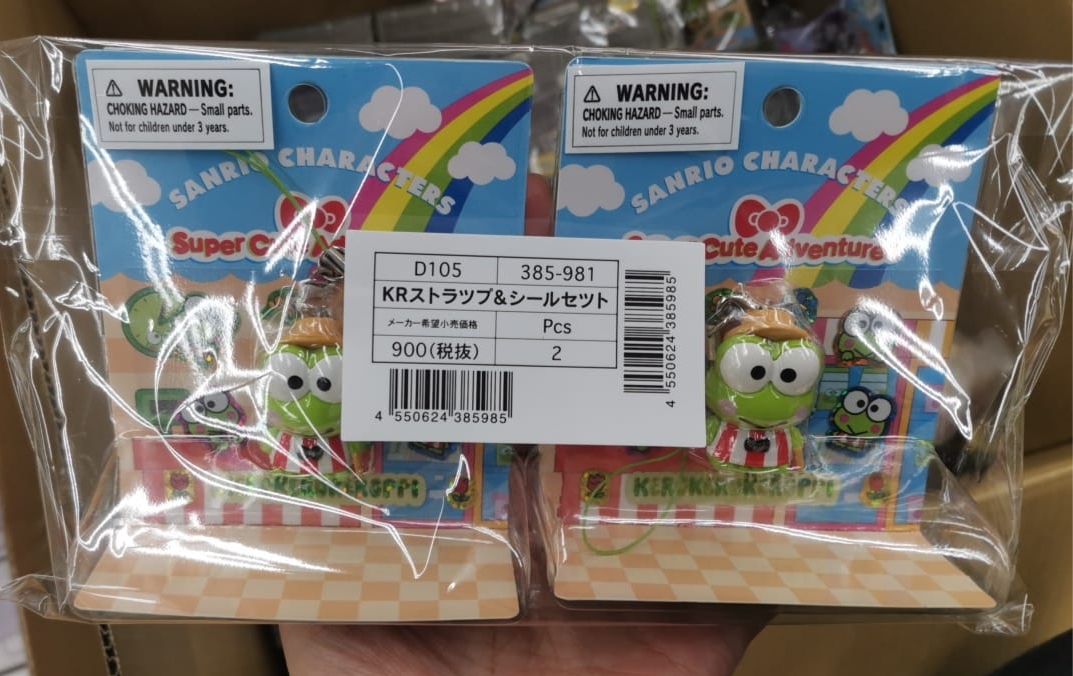 WARNING:
CHOKING HAZARD — Small parts.
Not for children under 3 years.
SANRIO CHARACTERS
Super
WARNING:
CHOKING HAZARD — Small parts.
Not for children under 3 years.
SANRIO CHARACTERS
Cute Adventure
D105 385-981
KRストラップ&シールセット
メーカー希望小売価格 Pcs
900(税抜) 2
4 550624 385985
4 550624 385985
KEROKEROKEROPPI
KEROKEROKEROPPI